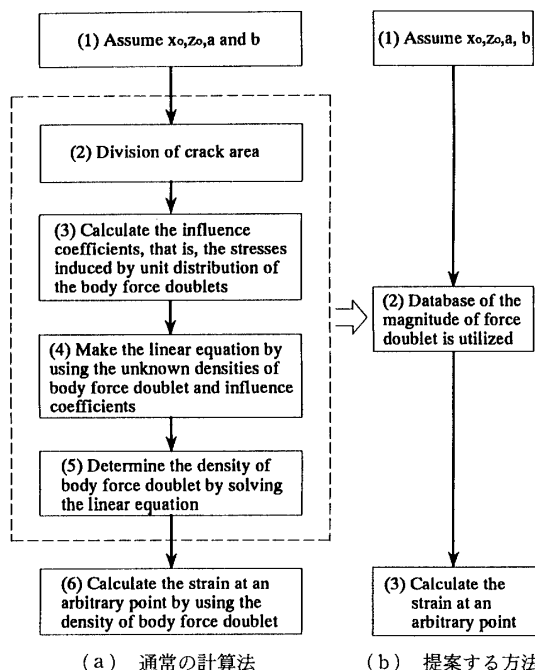 (1) Assume x₀,z₀,a and b
(2) Division of crack area
(3) Calculate the influence
coefficients, that is, the stresses
induced by unit distribution of
the body force doublets
(4) Make the linear equation by
using the unknown densities of
body force doublet and influence
coefficients
(5) Determine the density of
body force doublet by solving
the linear equation
(6) Calculate the strain at an
arbitrary point by using the
density of body force doublet
(a) 通常の計算法
(1) Assume x₀,z₀,a, b
(2) Database of the
magnitude of force
doublet is utilized
(3) Calculate the
strain at an
arbitrary point
(b) 提案する方法